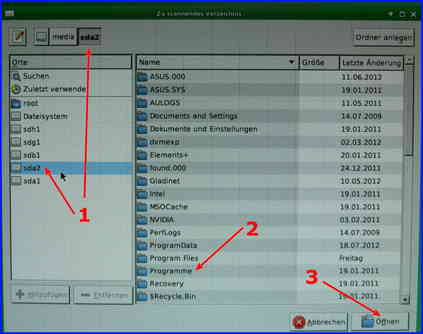 Zu scannendes Verzeichnis
media sda2
Ordner anlegen
Orte
Name Größe Letzte Änderung
Suchen
Zuletzt verwende
root
Dateisystem
sdh1
sdg1
sdb1
sda2
sda1
ASUS.000 11.06.2012
ASUS.SYS 19.01.2011
AULOGS 11.05.2011
Documents and Settings 14.07.2009
Dokumente und Einstellungen 19.01.2011
dvmexp 02.03.2012
Elements+ 20.01.2011
found.000 24.12.2011
Gladinet 10.05.2012
Intel 19.01.2011
MSOCache 19.01.2011
NVIDIA 03.02.2011
PerfLogs 14.07.2009
ProgramData 18.07.2012
Program Files Freitag
Programme 19.01.2011
Recovery 19.01.2011
$Recycle.Bin 19.01.2011
1
2
3
Hinzufügen Entfernen
Abbrechen Öffnen